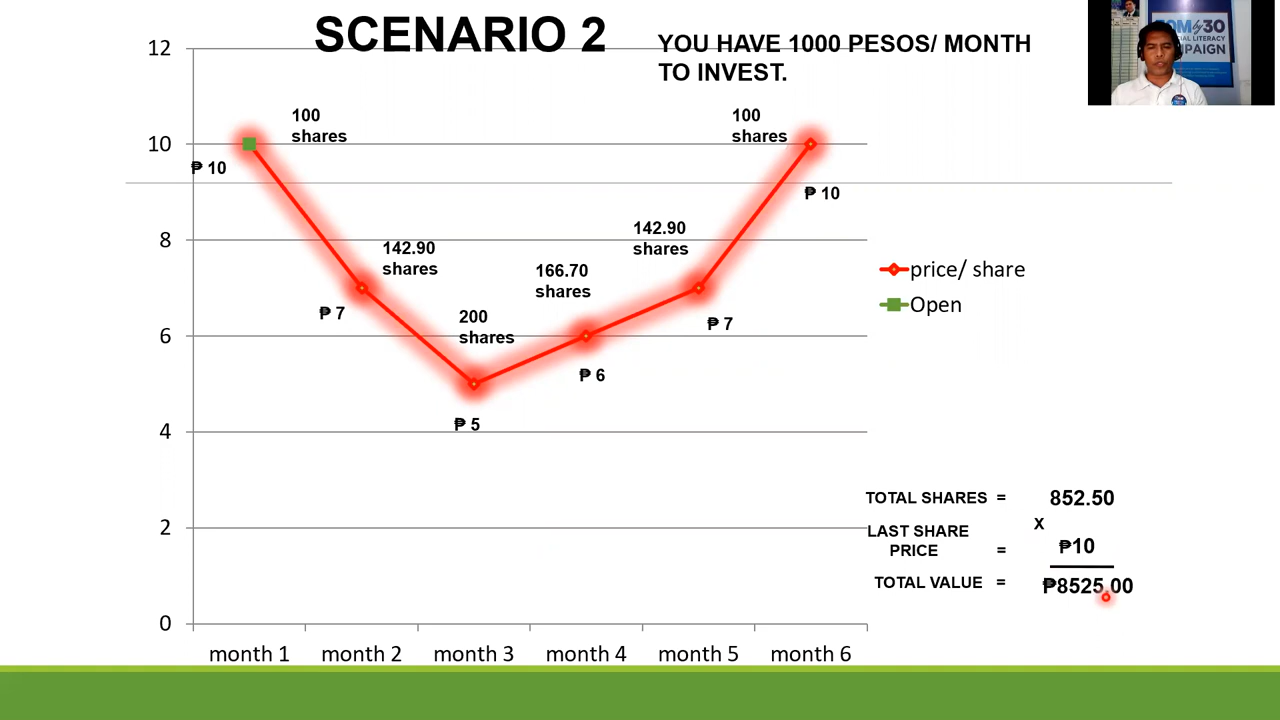 SCENARIO 2
YOU HAVE 1000 PESOS/ MONTH
TO INVEST.
12
10
8
6
4
2
0
100
shares
₱ 10
142.90
shares
₱ 7
200
shares
₱ 5
166.70
shares
₱ 6
142.90
shares
₱ 7
100
shares
₱ 10
price/ share
Open
TOTAL SHARES = 852.50
x
LAST SHARE
PRICE = ₱10
TOTAL VALUE = ₱8525.00
month 1 month 2 month 3 month 4 month 5 month 6
30
LITERACY